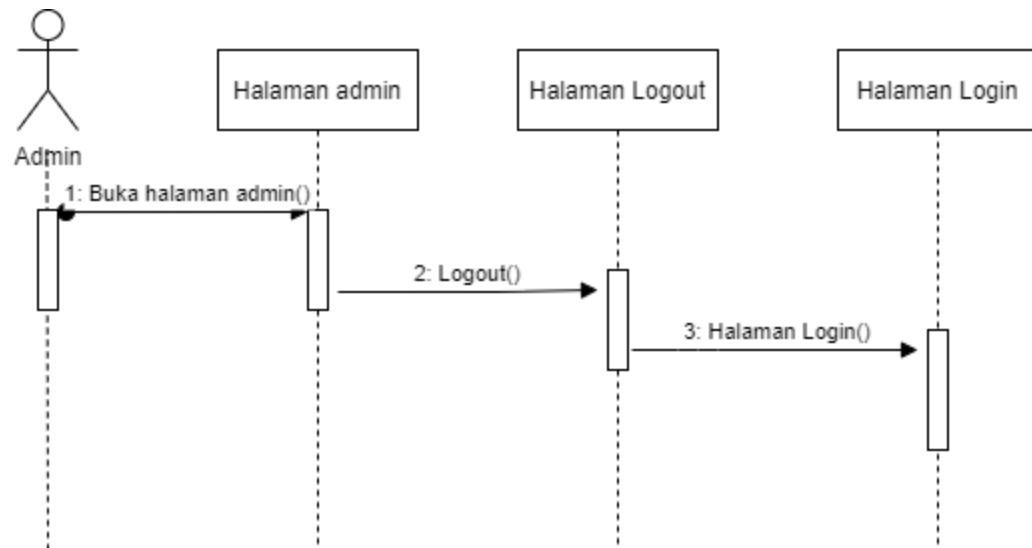 Halaman admin
Halaman Logout
Halaman Login
Admin
1: Buka halaman admin()
2: Logout()
3: Halaman Login()